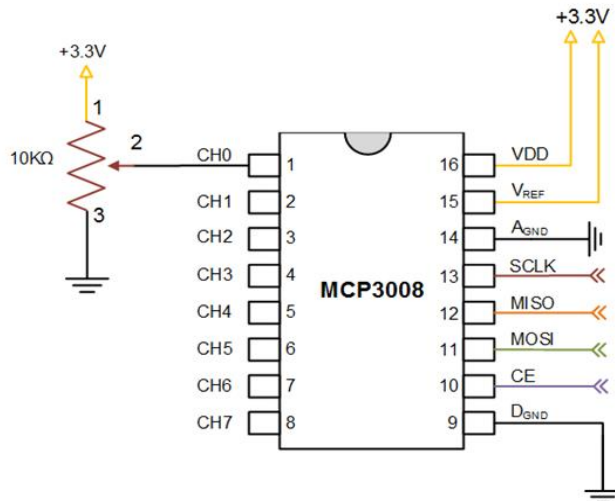 +3.3V
+3.3V
1
10KΩ
2
3
CH0
CH1
CH2
CH3
CH4
CH5
CH6
CH7
1
2
3
4
5
6
7
8
MCP3008
16
15
14
13
12
11
10
9
VDD
VREF
AGND
SCLK
MISO
MOSI
CE
DGND